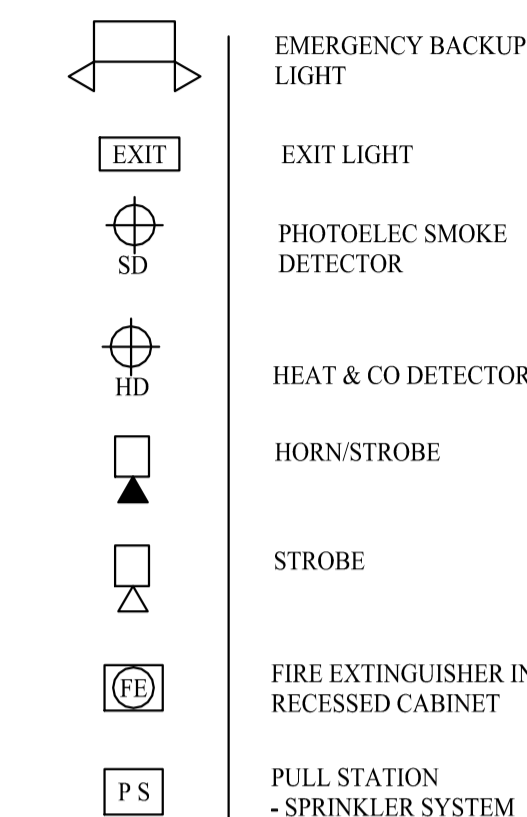 EMERGENCY BACKUP
LIGHT
EXIT
EXIT LIGHT
PHOTOELEC SMOKE
DETECTOR
SD
HEAT & CO DETECTOR
HD
HORN/STROBE
STROBE
FE
FIRE EXTINGUISHER IN
RECESSED CABINET
P S
PULL STATION
- SPRINKLER SYSTEM